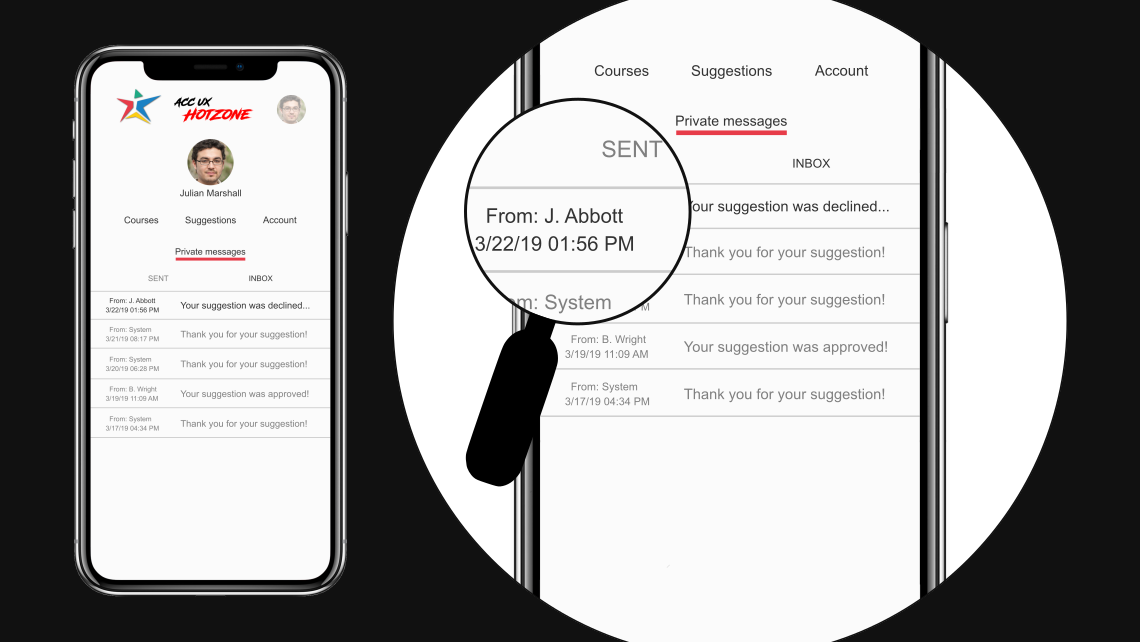 ACC UX
HOTZONE
Julian Marshall
Courses Suggestions Account
Private messages
SENT INBOX
From: J. Abbott
3/22/19 01:56 PM
Your suggestion was declined...
From: System
3/21/19 08:17 PM
Thank you for your suggestion!
From: System
3/20/19 06:28 PM
Thank you for your suggestion!
From: B. Wright
3/19/19 11:09 AM
Your suggestion was approved!
From: System
3/17/19 04:34 PM
Thank you for your suggestion!
Courses Suggestions Account
Private messages
SENT
INBOX
From: J. Abbott
3/22/19 01:56 PM
Your suggestion was declined...
Thank you for your suggestion!
om: System
M
Thank you for your suggestion!
From: B. Wright
3/19/19 11:09 AM
Your suggestion was approved!
From: System
3/17/19 04:34 PM
Thank you for your suggestion!